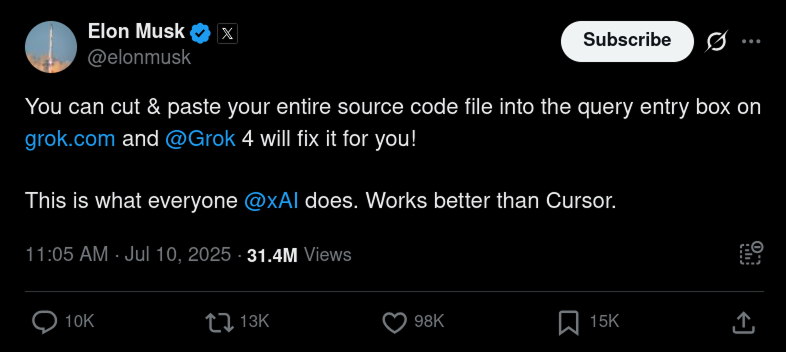 Elon Musk X
@elonmusk
Subscribe
You can cut & paste your entire source code file into the query entry box on
grok.com and @Grok 4 will fix it for you!
This is what everyone @xAI does. Works better than Cursor.
11:05 AM · Jul 10, 2025 · 31.4M Views
10K 13K 98K 15K